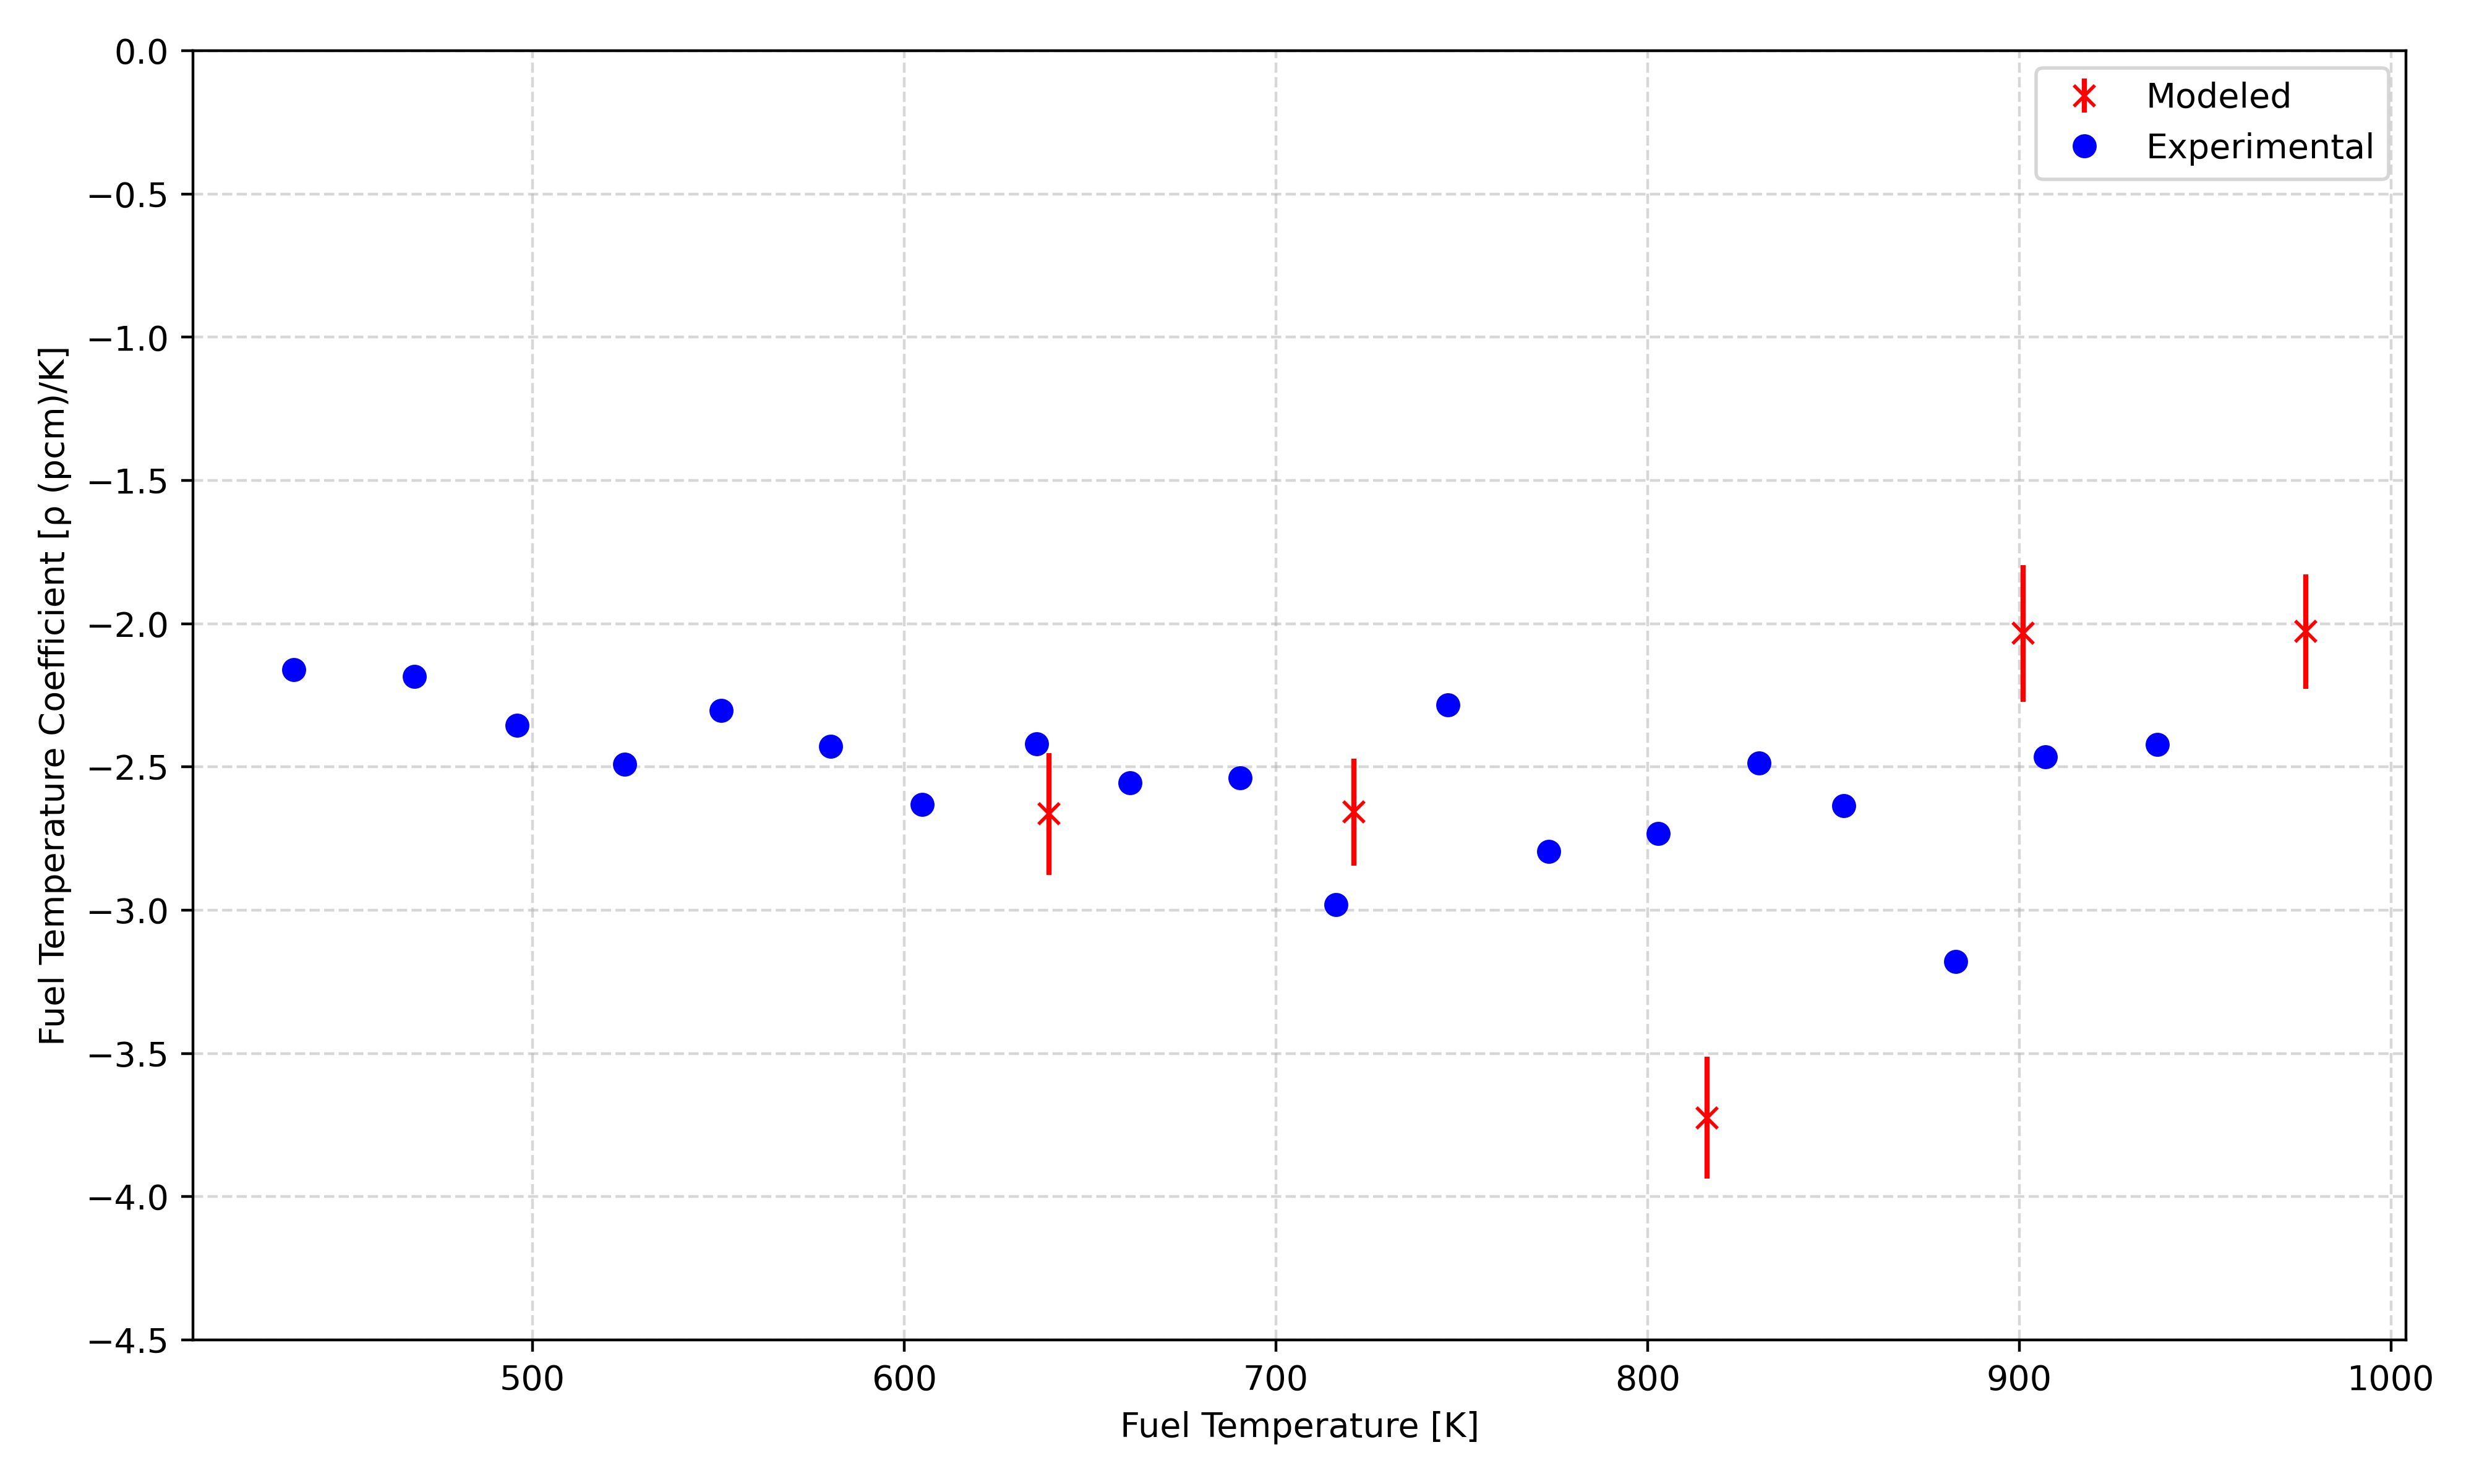 0.0
−0.5
−1.0
−1.5
−2.0
−2.5
−3.0
−3.5
−4.0
−4.5
Fuel Temperature Coefficient [ρ (pcm)/K]
Modeled
Experimental
500 600 700 800 900 1000
Fuel Temperature [K]